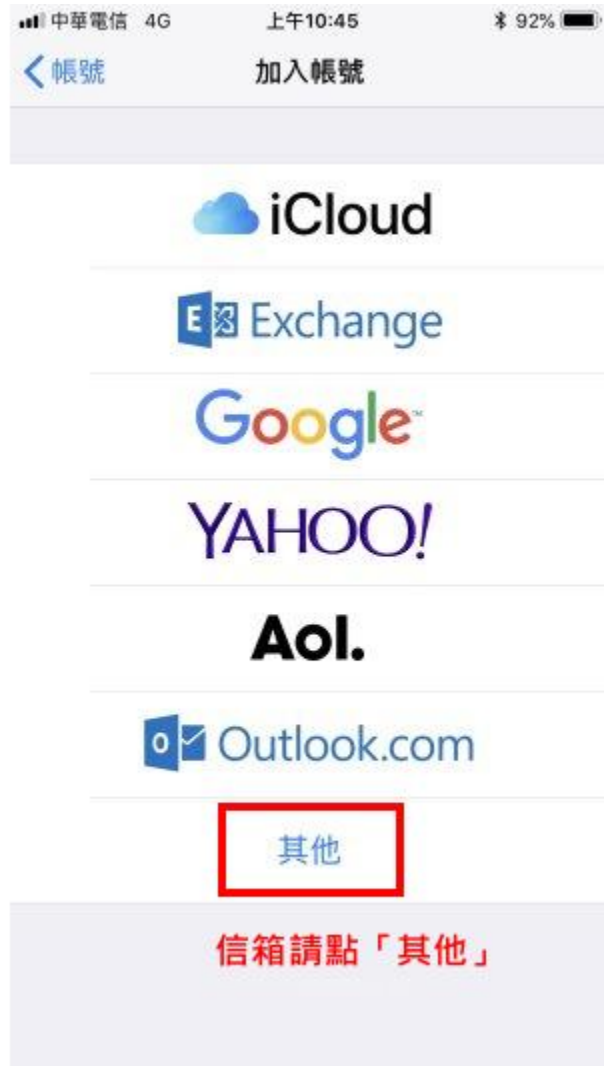 中華電信 4G 上午10:45 92%
帳號 加入帳號
iCloud
E Exchange
Google™
YAHOO!
Aol.
o Outlook.com
其他
信箱請點「其他」